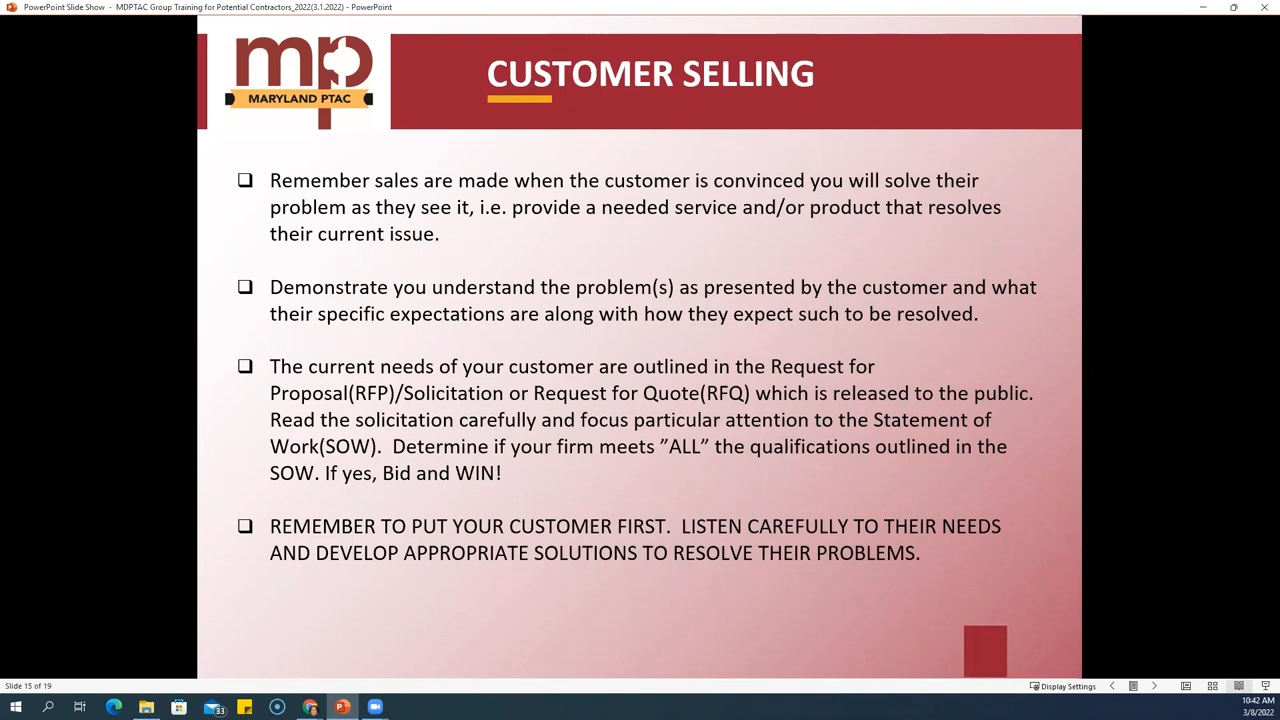 PowerPoint Slide Show - MDPTAC Group Training for Potential Contractors_2022(3.1.2022) - PowerPoint
mp
MARYLAND PTAC
CUSTOMER SELLING
Remember sales are made when the customer is convinced you will solve their
problem as they see it, i.e. provide a needed service and/or product that resolves
their current issue.
Demonstrate you understand the problem(s) as presented by the customer and what
their specific expectations are along with how they expect such to be resolved.
The current needs of your customer are outlined in the Request for
Proposal(RFP)/Solicitation or Request for Quote(RFQ) which is released to the public.
Read the solicitation carefully and focus particular attention to the Statement of
Work(SOW).  Determine if your firm meets ”ALL” the qualifications outlined in the
SOW. If yes, Bid and WIN!
REMEMBER TO PUT YOUR CUSTOMER FIRST.  LISTEN CAREFULLY TO THEIR NEEDS
AND DEVELOP APPROPRIATE SOLUTIONS TO RESOLVE THEIR PROBLEMS.
Slide 15 of 19
Display Settings
33
10:42 AM
3/8/2022